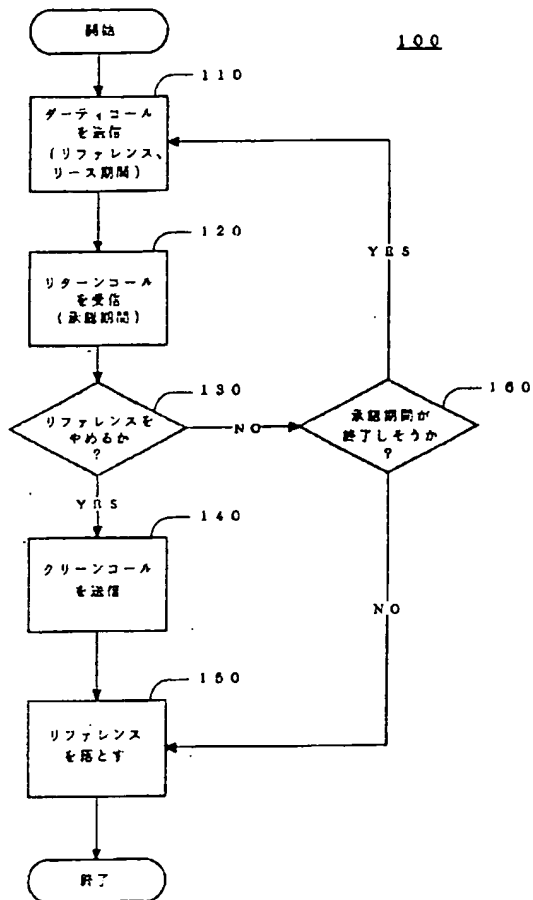 開始
100
110
ダーティコール
を送信
(リファレンス、
リース期間)
120
リターンコール
を受信
(承認期間)
130
リファレンスを
やめるか
?
NO
160
承認期間が
終了しそうか
?
YES
YES
140
クリーンコール
を送信
NO
150
リファレンス
を落とす
終了